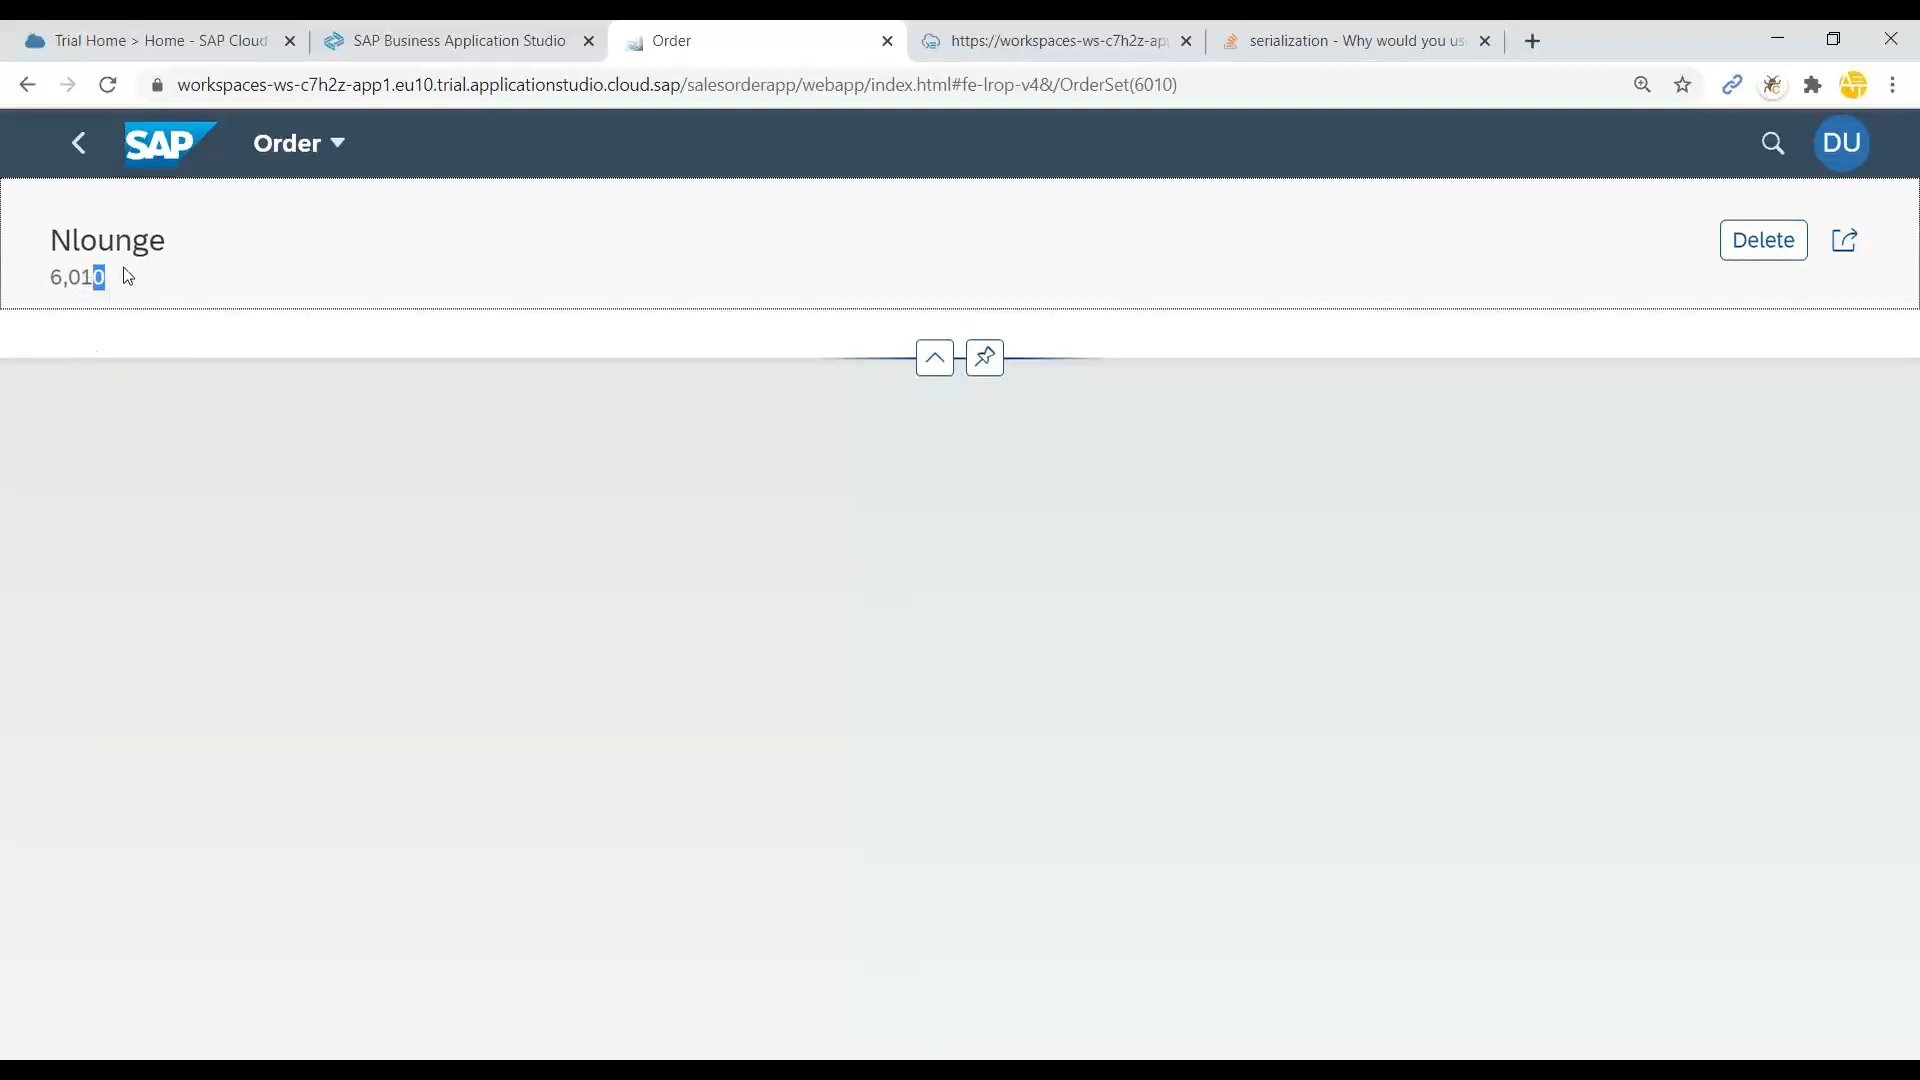 Trial Home > Home - SAP Cloud
SAP Business Application Studio
Order
https://workspaces-ws-c7h2z-ap
serialization - Why would you us
workspaces-ws-c7h2z-app1.eu10.trial.applicationstudio.cloud.sap/salesorderapp/webapp/index.html#fe-lrop-v4&/OrderSet(6010)
SAP
Order
DU
Nlounge
Delete
6,010